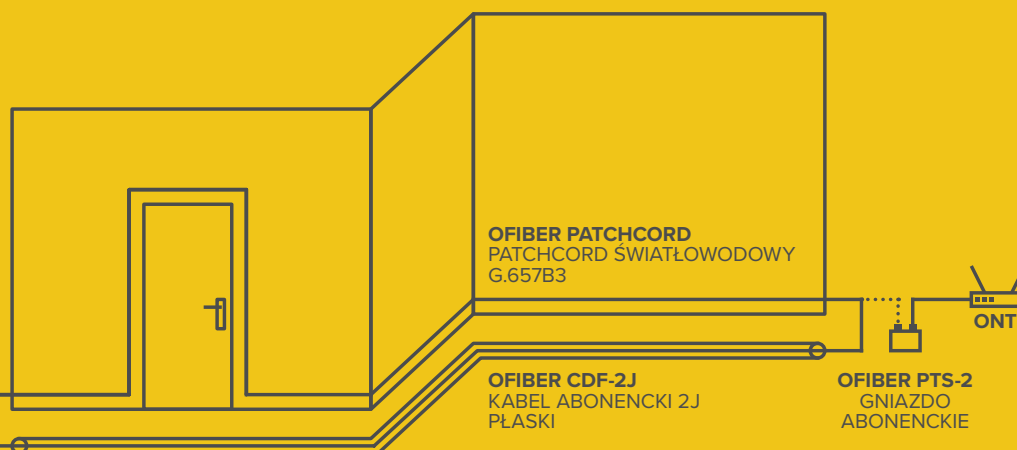 OFIBER PATCHCORD
PATCHCORD ŚWIATŁOWODOWY
G.657B3
ONT
OFIBER CDF-2J
KABEL ABONENCKI 2J
PŁASKI
OFIBER PTS-2
GNIAZDO
ABONENCKIE